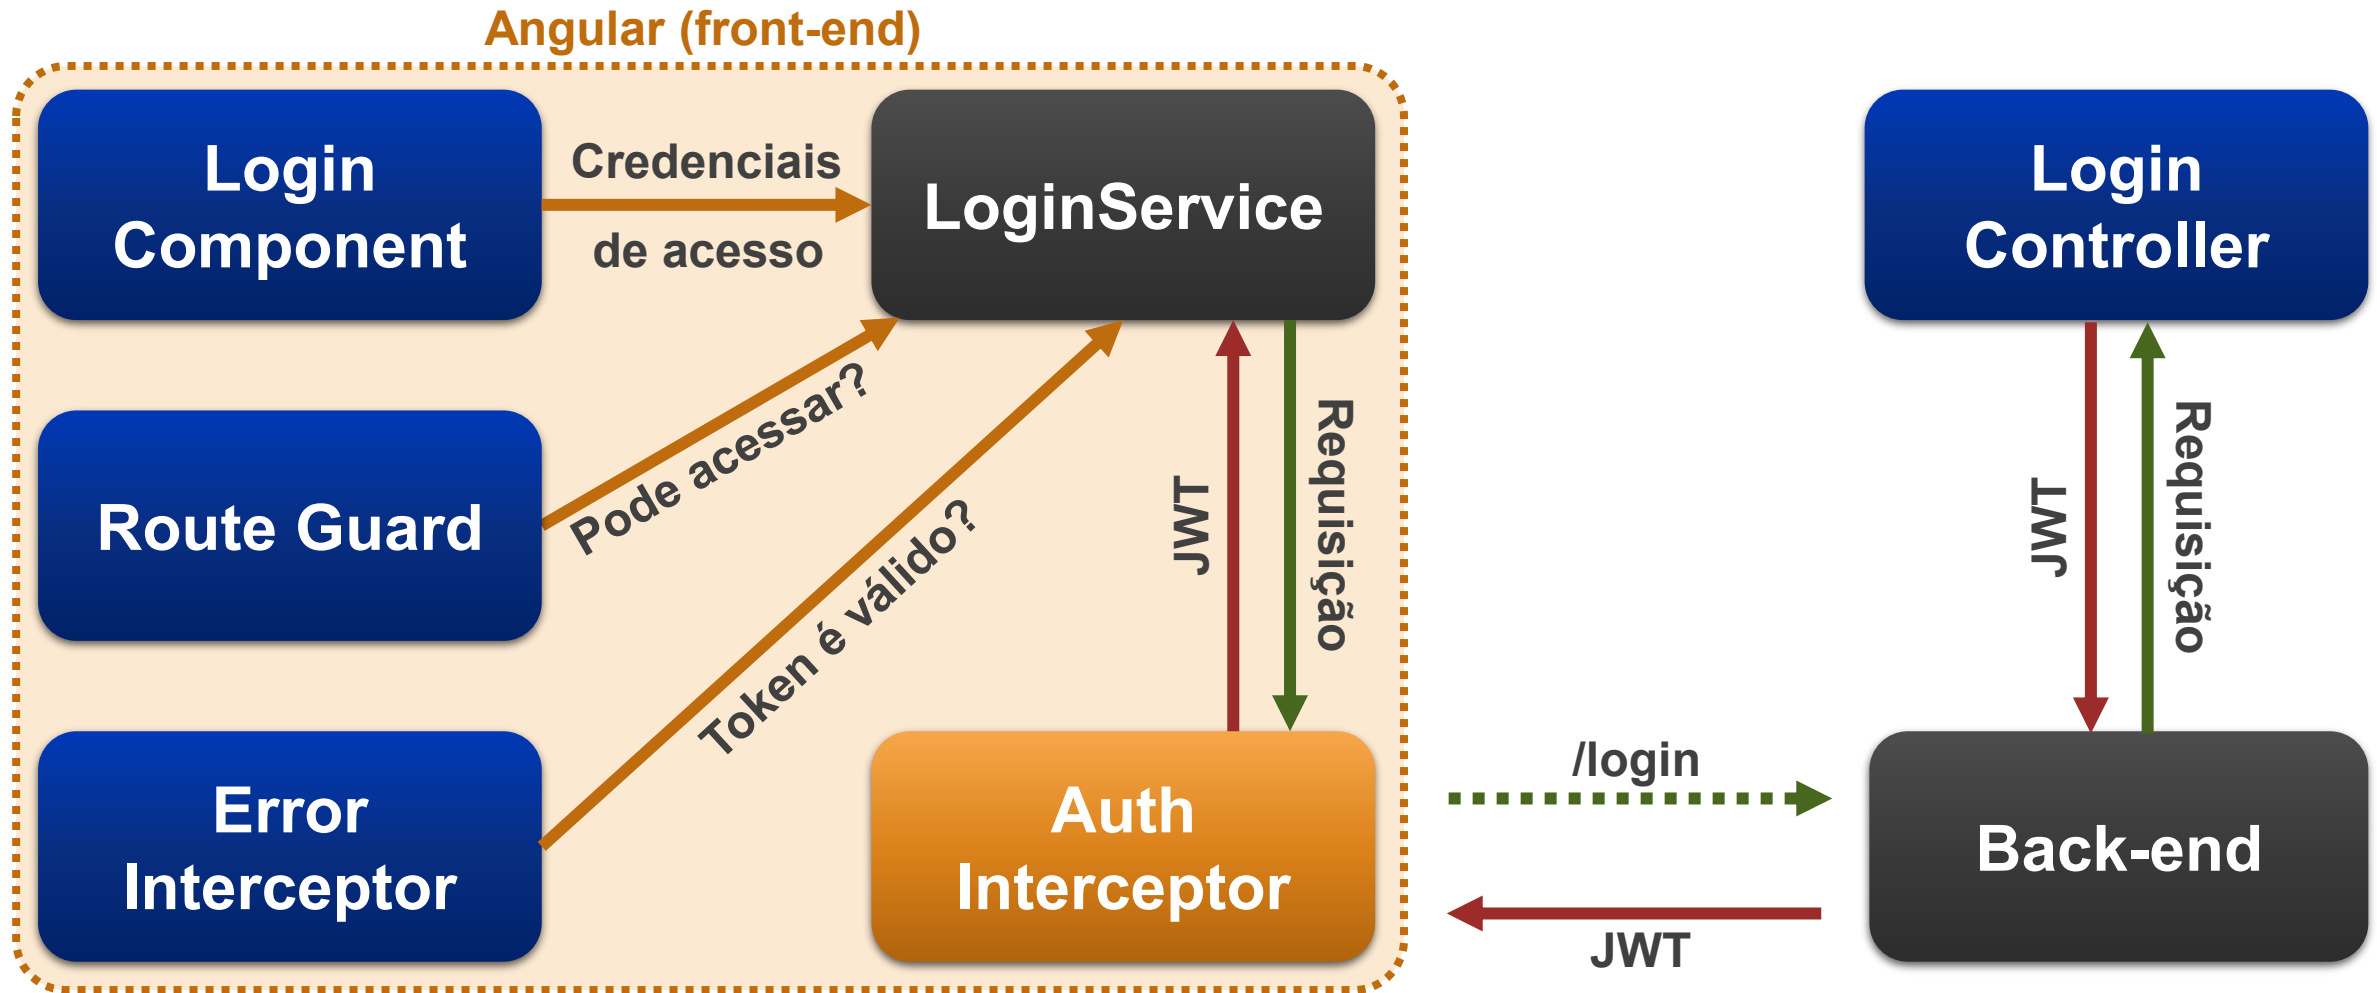 Angular (front-end)
Login
Component
Credenciais
de acesso
LoginService
Login
Controller
Route Guard
Pode acessar?
Token é válido?
JWT
Requisição
JWT
Requisição
Error
Interceptor
Auth
Interceptor
/login
JWT
Back-end